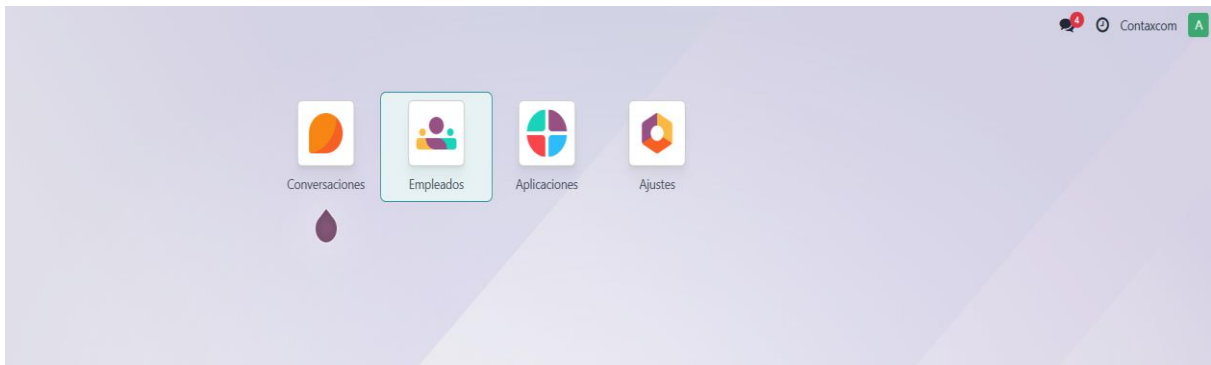 4
Contaxcom
A
Conversaciones
Empleados
Aplicaciones
Ajustes